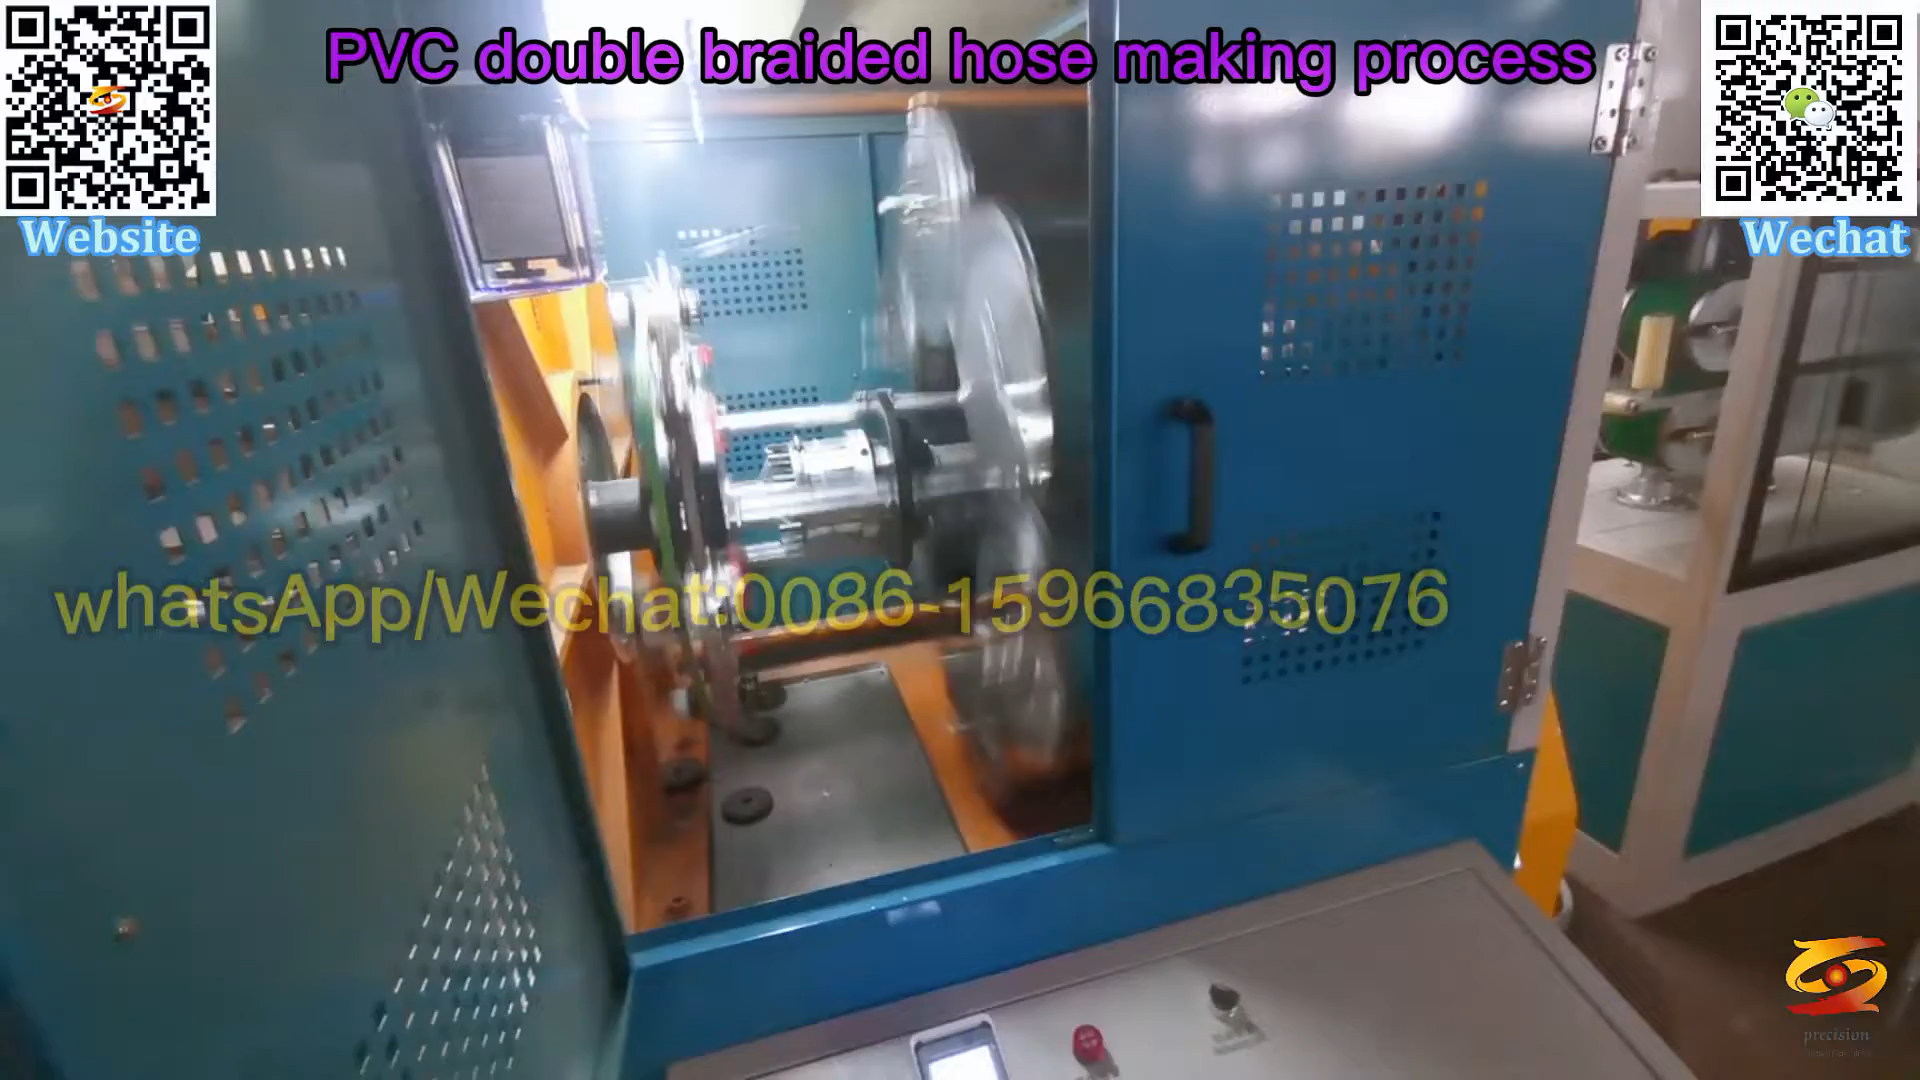 PVC double braided hose making process
Website
Wechat
whatsApp/Wechat:0086-15966835076
precision